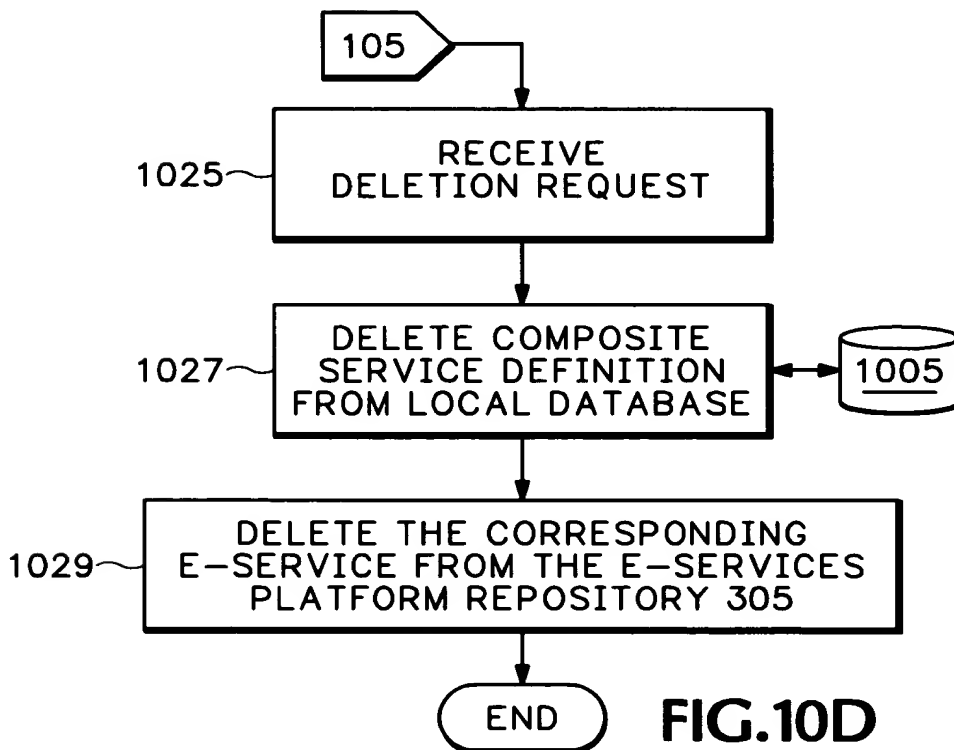 105
1025
RECEIVE
DELETION REQUEST
1027
DELETE COMPOSITE
SERVICE DEFINITION
FROM LOCAL DATABASE
1005
1029
DELETE THE CORRESPONDING
E-SERVICE FROM THE E-SERVICES
PLATFORM REPOSITORY 305
END
FIG.10D